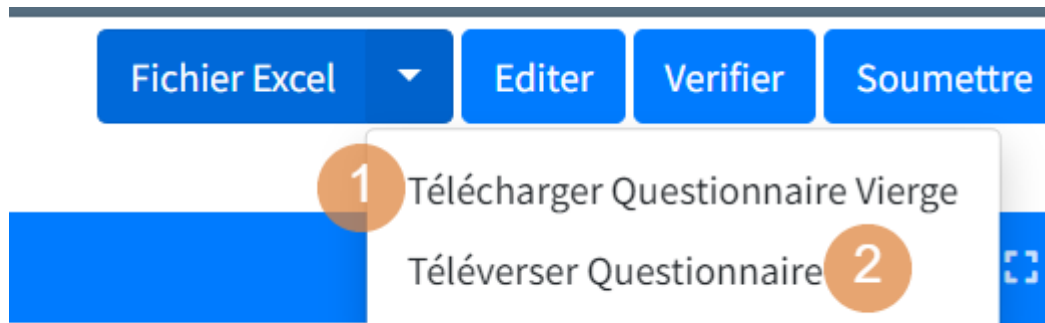 Fichier Excel Editer Verifier Soumettre
1 Télécharger Questionnaire Vierge
Téléverser Questionnaire 2